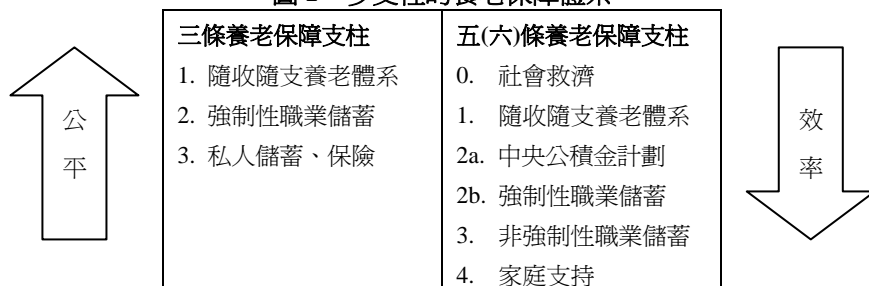 三條養老保障支柱
1. 隨收隨支養老體系
2. 強制性職業儲蓄
3. 私人儲蓄、保險
五(六)條養老保障支柱
0. 社會救濟
1. 隨收隨支養老體系
2a. 中央公積金計劃
2b. 強制性職業儲蓄
3. 非強制性職業儲蓄
4. 家庭支持
公
平
效
率